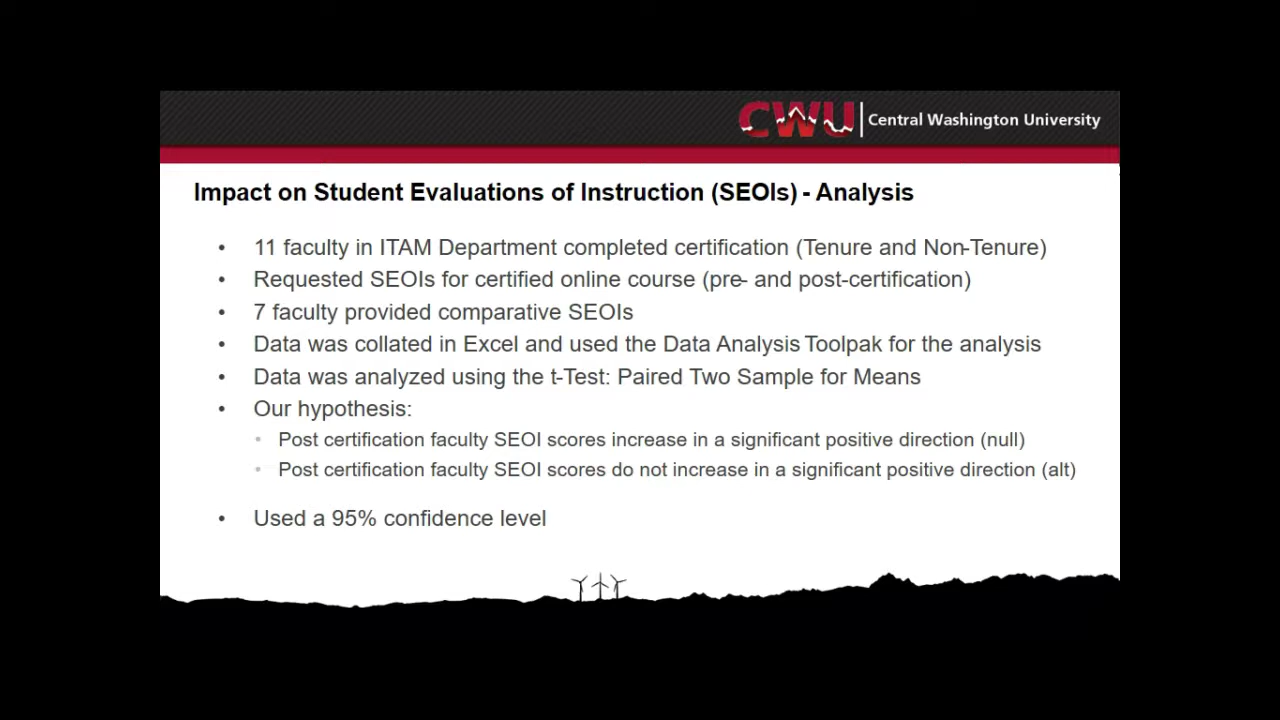 CWU | Central Washington University
Impact on Student Evaluations of Instruction (SEOIs) - Analysis
• 11 faculty in ITAM Department completed certification (Tenure and Non-Tenure)
• Requested SEOIs for certified online course (pre- and post-certification)
• 7 faculty provided comparative SEOIs
• Data was collated in Excel and used the Data Analysis Toolpak for the analysis
• Data was analyzed using the t-Test: Paired Two Sample for Means
• Our hypothesis:
• Post certification faculty SEOI scores increase in a significant positive direction (null)
• Post certification faculty SEOI scores do not increase in a significant positive direction (alt)
• Used a 95% confidence level